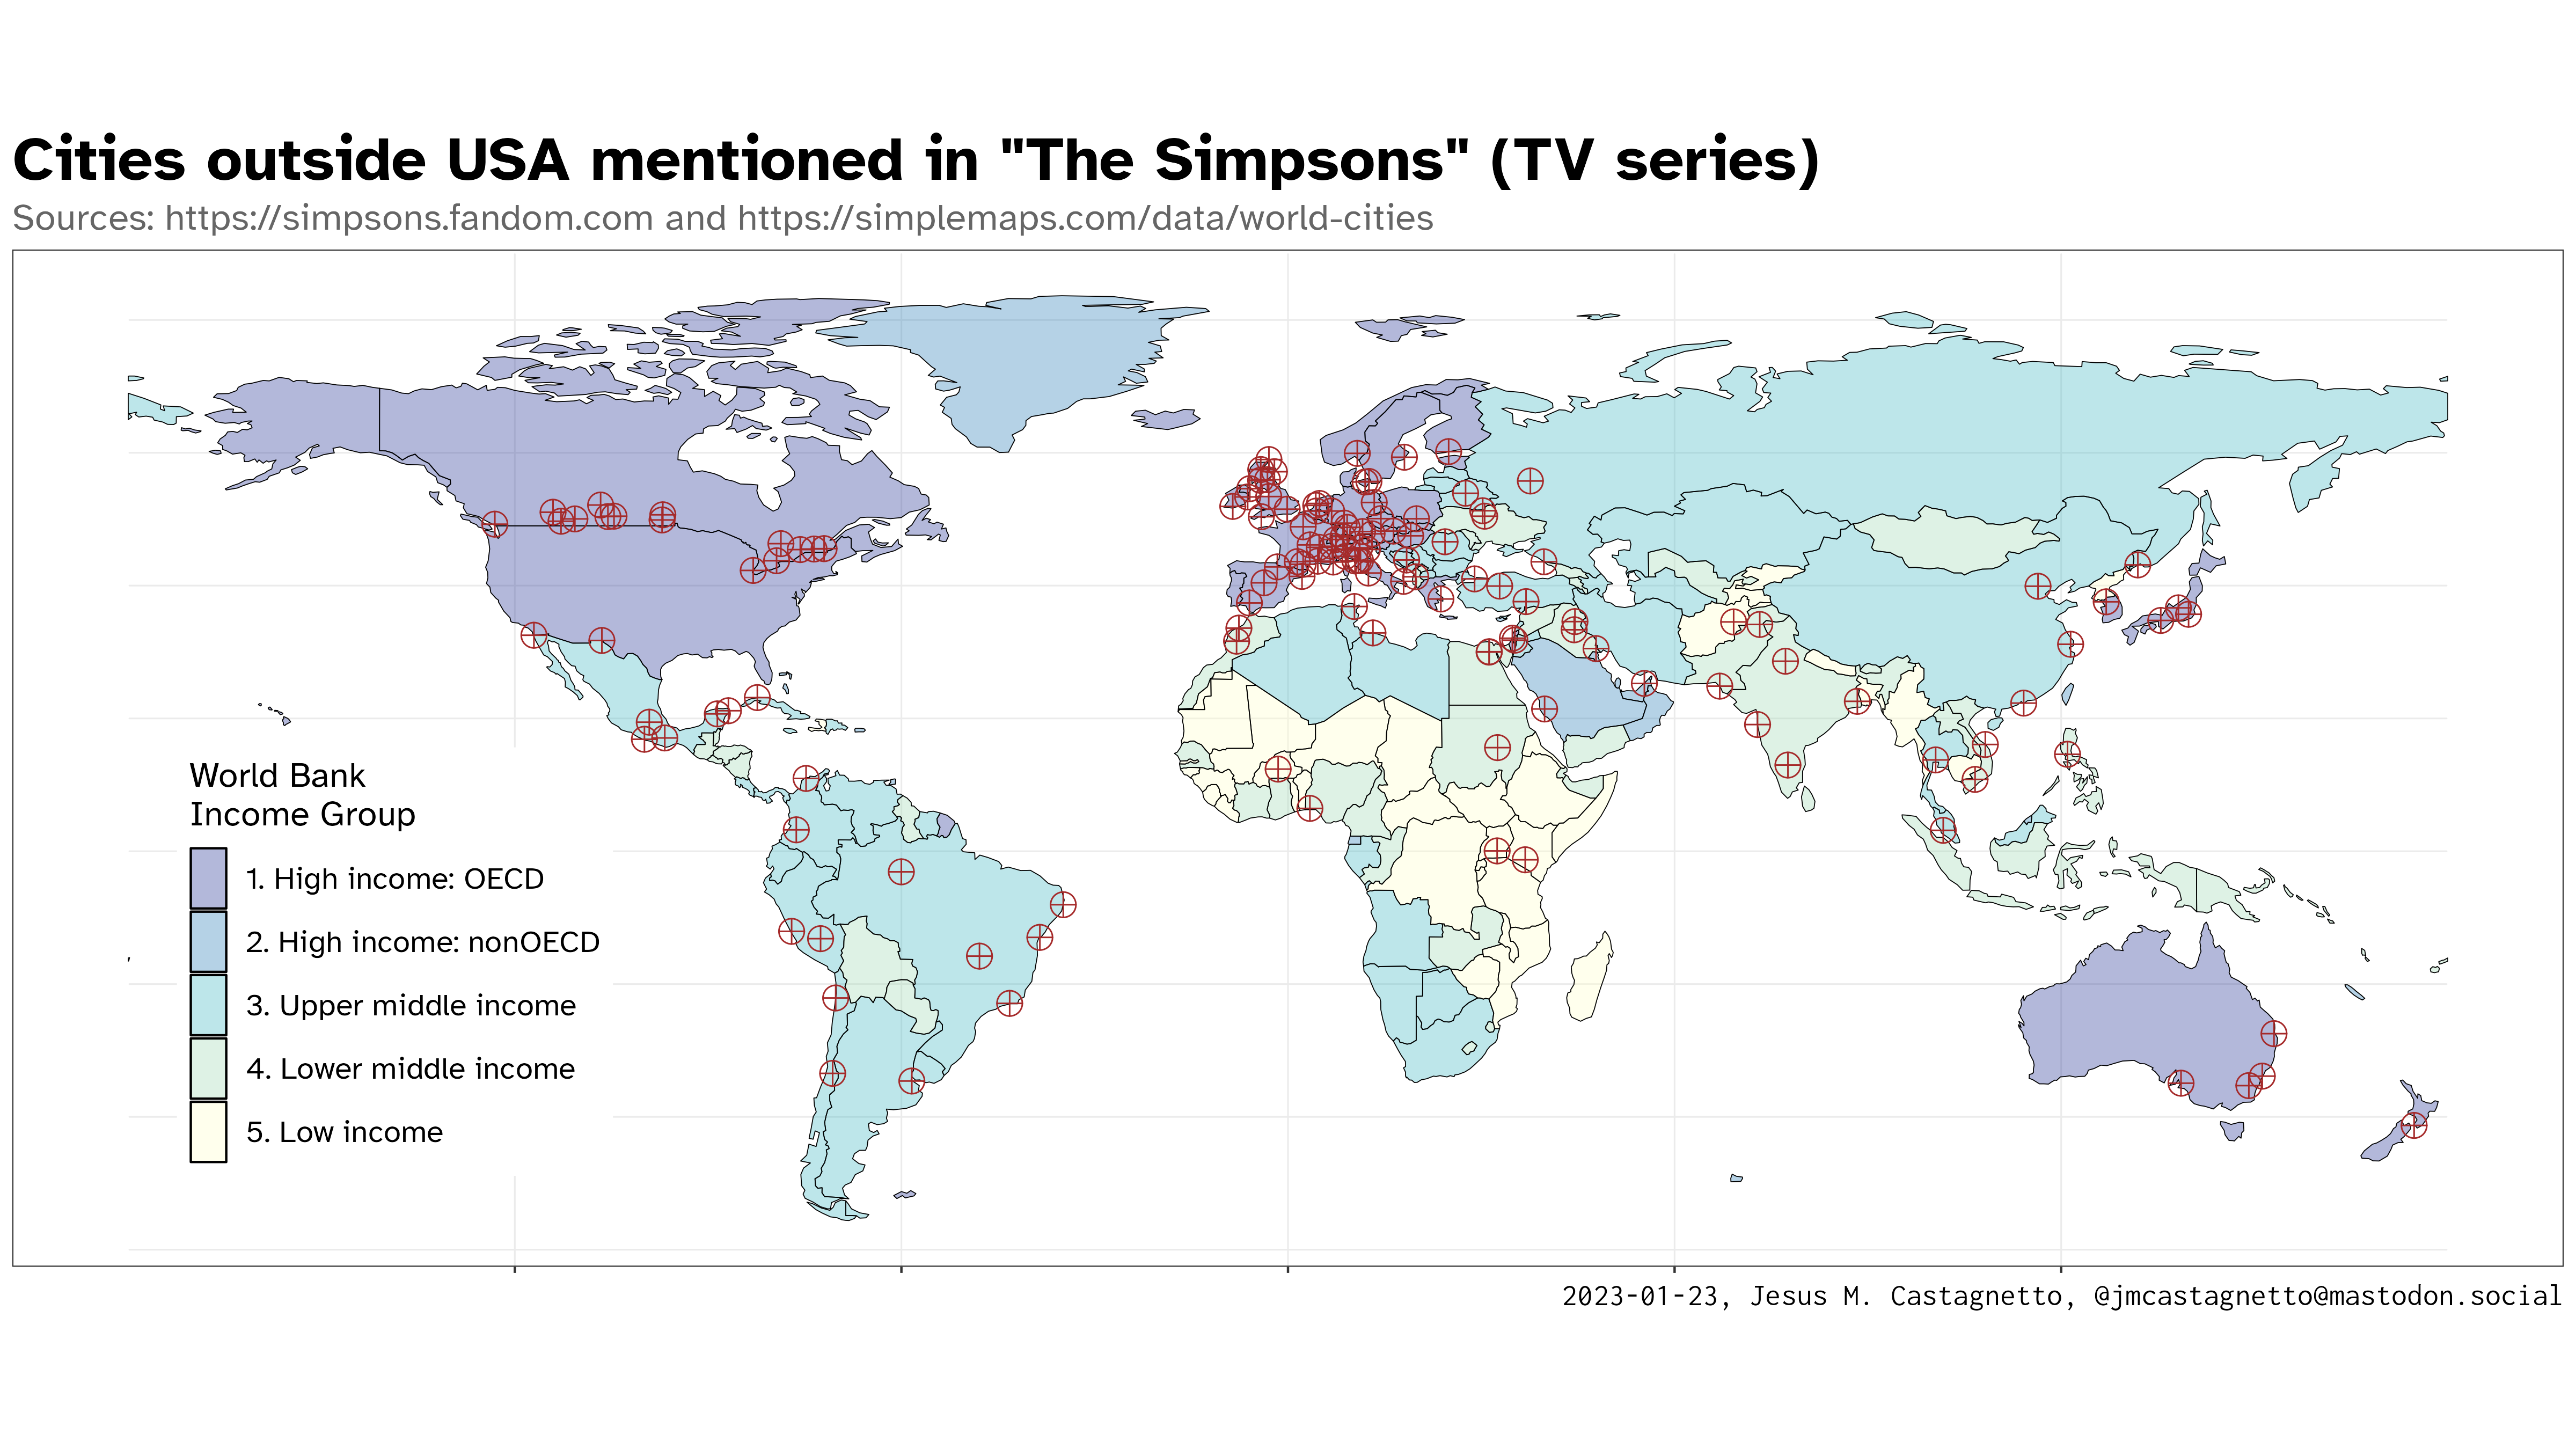 Cities outside USA mentioned in "The Simpsons" (TV series)
Sources: https://simpsons.fandom.com and https://simplemaps.com/data/world-cities
World Bank
Income Group
1. High income: OECD
2. High income: nonOECD
3. Upper middle income
4. Lower middle income
5. Low income
2023-01-23, Jesus M. Castagnetto, @jmcastagnetto@mastodon.social